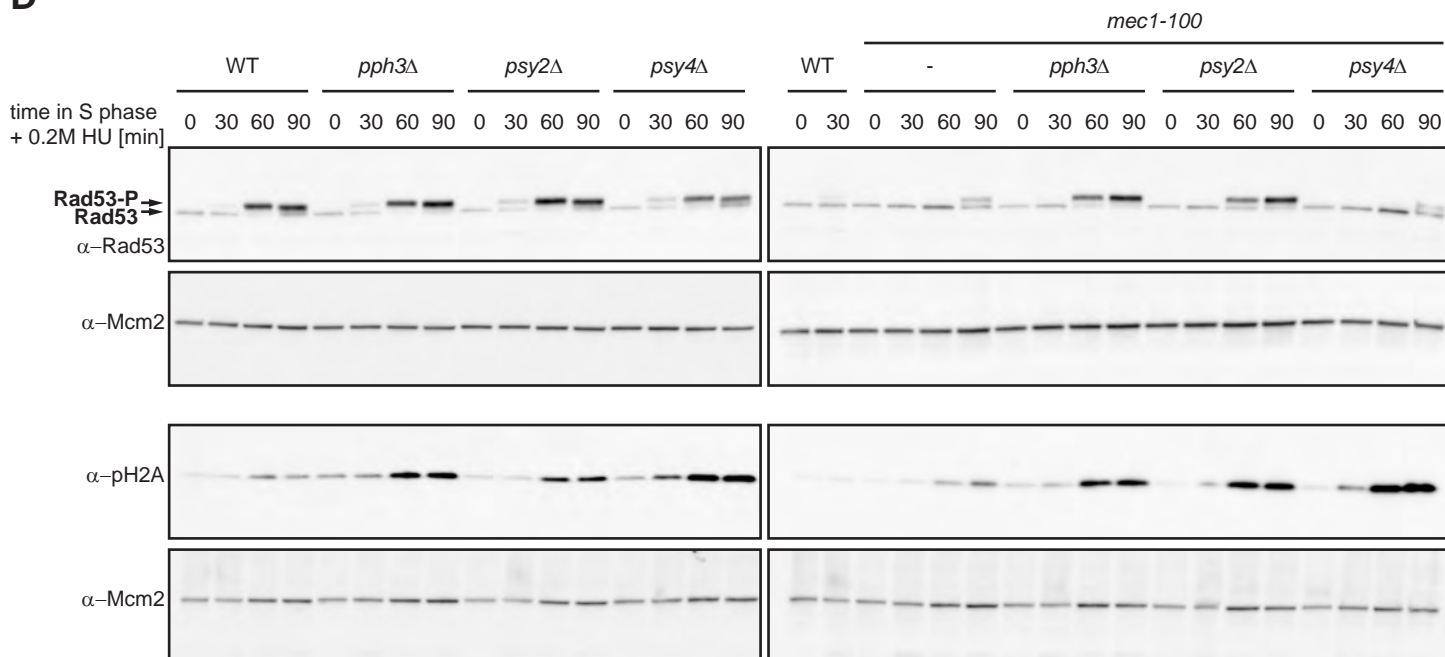 D
mec1-100
WT pph3Δ psy2Δ psy4Δ WT - pph3Δ psy2Δ psy4Δ
time in S phase
+ 0.2M HU [min]
0 30 60 90 0 30 60 90 0 30 60 90 0 30 60 90 0 30 0 30 60 90 0 30 60 90 0 30 60 90 0 30 60 90
Rad53-P
Rad53
α–Rad53
α–Mcm2
α–pH2A
α–Mcm2